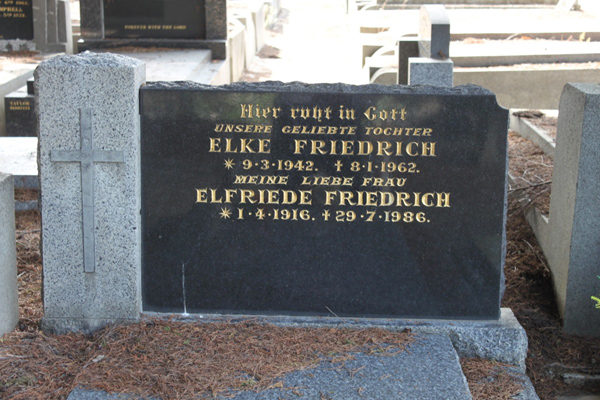 Hier ruht in Gott
UNSERE GELIEBTE TOCHTER
ELKE FRIEDRICH
* 9·3·1942. ✝ 8·1·1962.
MEINE LIEBE FRAU
ELFRIEDE FRIEDRICH
* 1·4·1916. ✝ 29·7·1986.